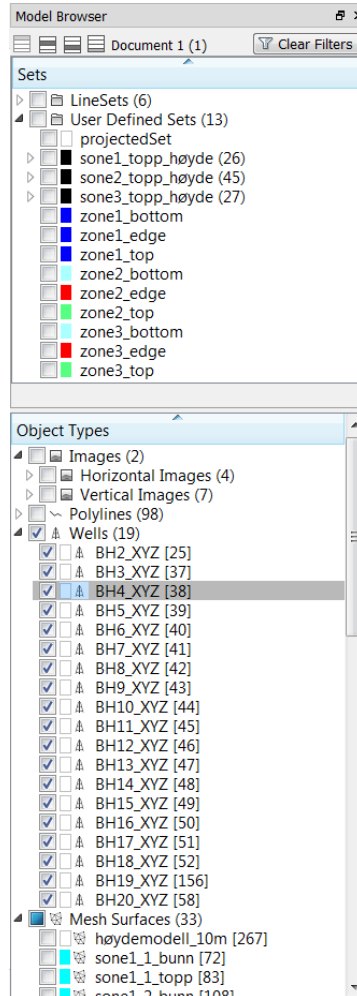 Model Browser
Document 1 (1) Clear Filters
Sets
LineSets (6)
User Defined Sets (13)
projectedSet
sone1_topp_høyde (26)
sone2_topp_høyde (45)
sone3_topp_høyde (27)
zone1_bottom
zone1_edge
zone1_top
zone2_bottom
zone2_edge
zone2_top
zone3_bottom
zone3_edge
zone3_top
Object Types
Images (2)
Horizontal Images (4)
Vertical Images (7)
Polylines (98)
Wells (19)
BH2_XYZ [25]
BH3_XYZ [37]
BH4_XYZ [38]
BH5_XYZ [39]
BH6_XYZ [40]
BH7_XYZ [41]
BH8_XYZ [42]
BH9_XYZ [43]
BH10_XYZ [44]
BH11_XYZ [45]
BH12_XYZ [46]
BH13_XYZ [47]
BH14_XYZ [48]
BH15_XYZ [49]
BH16_XYZ [50]
BH17_XYZ [51]
BH18_XYZ [52]
BH19_XYZ [156]
BH20_XYZ [58]
Mesh Surfaces (33)
høydemodell_10m [267]
sone1_1_bunn [72]
sone1_1_topp [83]
sone1_2_bunn [108]